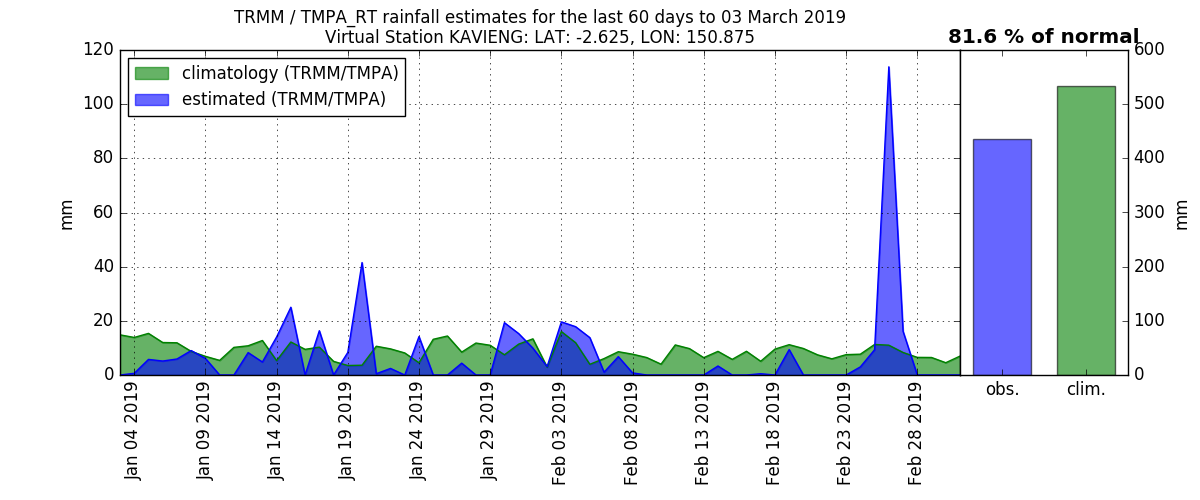 TRMM / TMPA_RT rainfall estimates for the last 60 days to 03 March 2019
Virtual Station KAVIENG: LAT: -2.625, LON: 150.875
81.6 % of normal
climatology (TRMM/TMPA)
estimated (TRMM/TMPA)
120
100
80
60
40
20
0
mm
Jan 04 2019
Jan 09 2019
Jan 14 2019
Jan 19 2019
Jan 24 2019
Jan 29 2019
Feb 03 2019
Feb 08 2019
Feb 13 2019
Feb 18 2019
Feb 23 2019
Feb 28 2019
obs.
clim.
600
500
400
300
200
100
0
mm